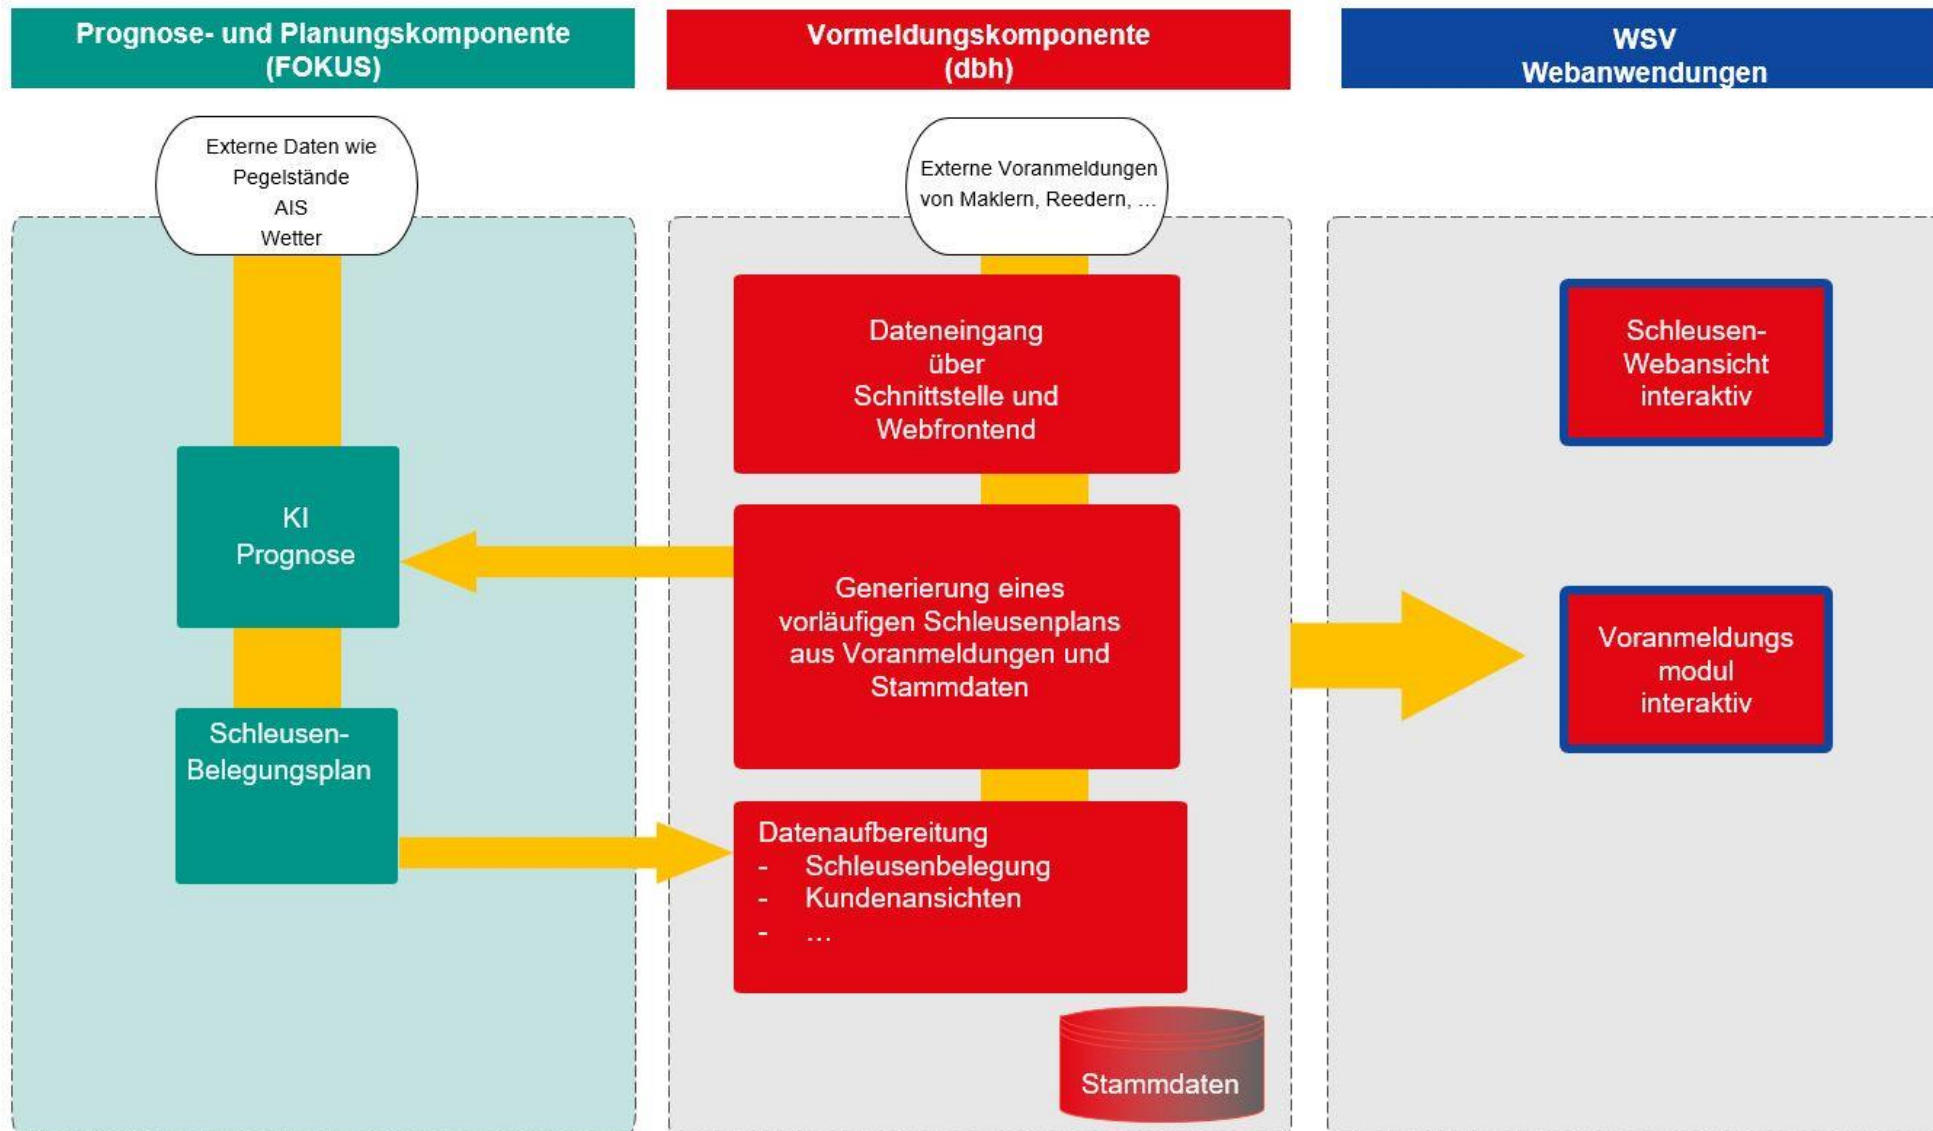 Prognose- und Planungskomponente
(FOKUS)
Externe Daten wie
Pegelstände
AIS
Wetter
KI
Prognose
Schleusen-
Belegungsplan
Vormeldungskomponente
(dbh)
Externe Voranmeldungen
von Maklern, Reedern, …
Dateneingang
über
Schnittstelle und
Webfrontend
Generierung eines
vorläufigen Schleusenplans
aus Voranmeldungen und
Stammdaten
Datenaufbereitung
- Schleusenbelegung
- Kundenansichten
- …
Stammdaten
WSV
Webanwendungen
Schleusen-
Webansicht
interaktiv
Voranmeldungs
modul
interaktiv